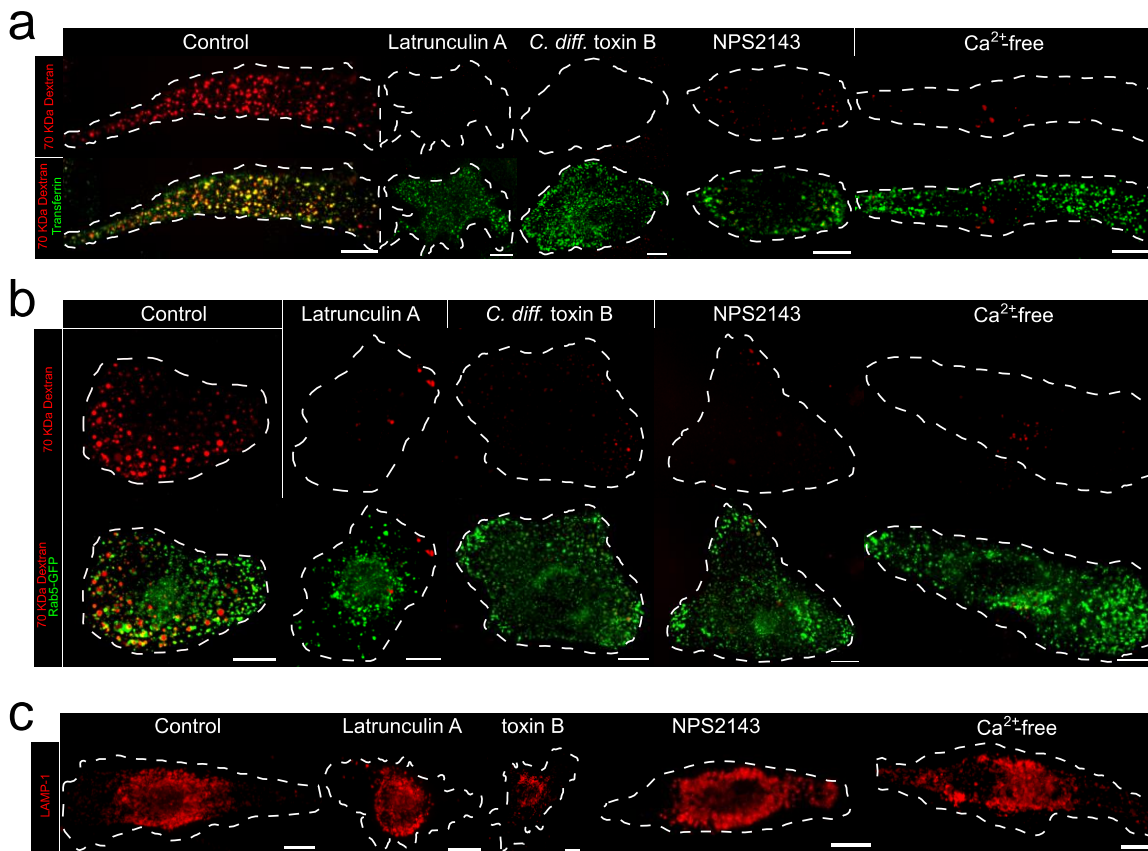 a
Control
Latrunculin A
C. diff. toxin B
NPS2143
Ca2+-free
70 KDa Dextran
70 KDa Dextran
Transferrin
b
Control
Latrunculin A
C. diff. toxin B
NPS2143
Ca2+-free
70 KDa Dextran
70 KDa Dextran
Rab5-GFP
c
Control
Latrunculin A
toxin B
NPS2143
Ca2+-free
LAMP-1